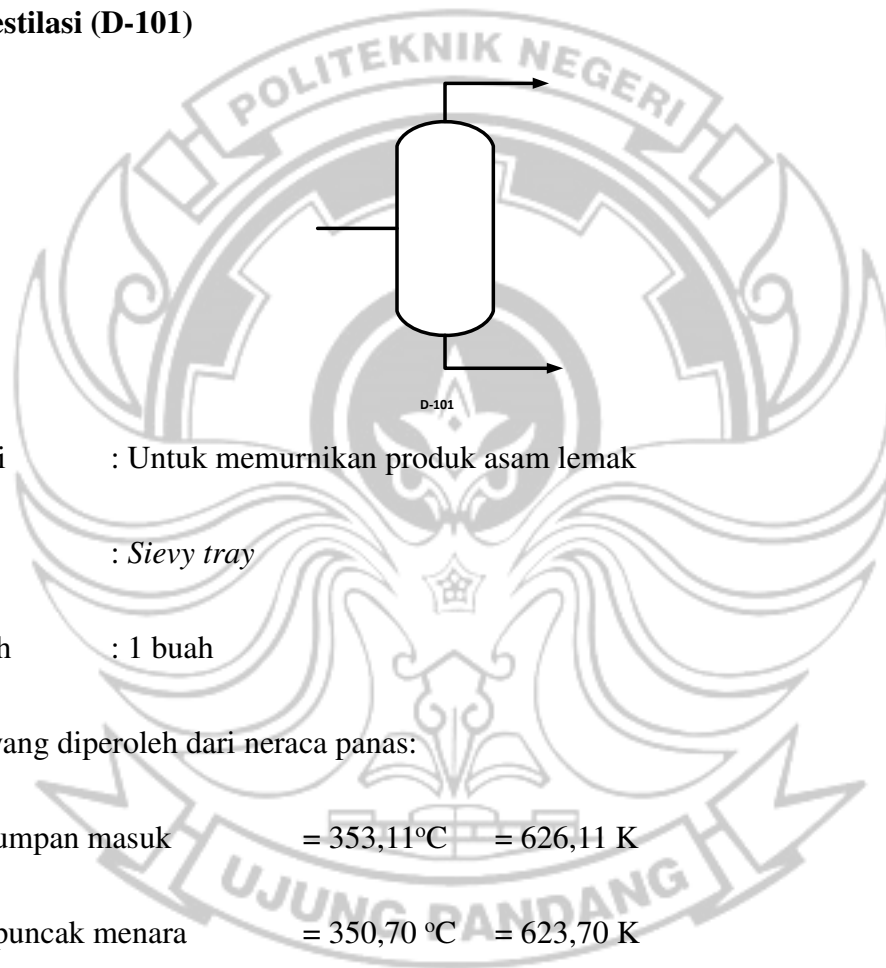 estilasi (D-101)
POLITEKNIK NEGERI
D-101
i : Untuk memurnikan produk asam lemak
: Sievy tray
h : 1 buah
yang diperoleh dari neraca panas:
umpan masuk = 353,11°C = 626,11 K
UJUNG PANDANG
puncak menara = 350,70 °C = 623,70 K